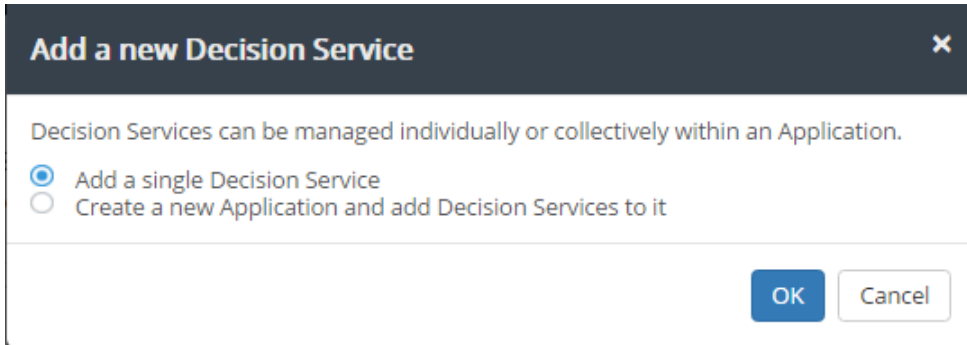 Add a new Decision Service
Decision Services can be managed individually or collectively within an Application.
Add a single Decision Service
Create a new Application and add Decision Services to it
OK
Cancel